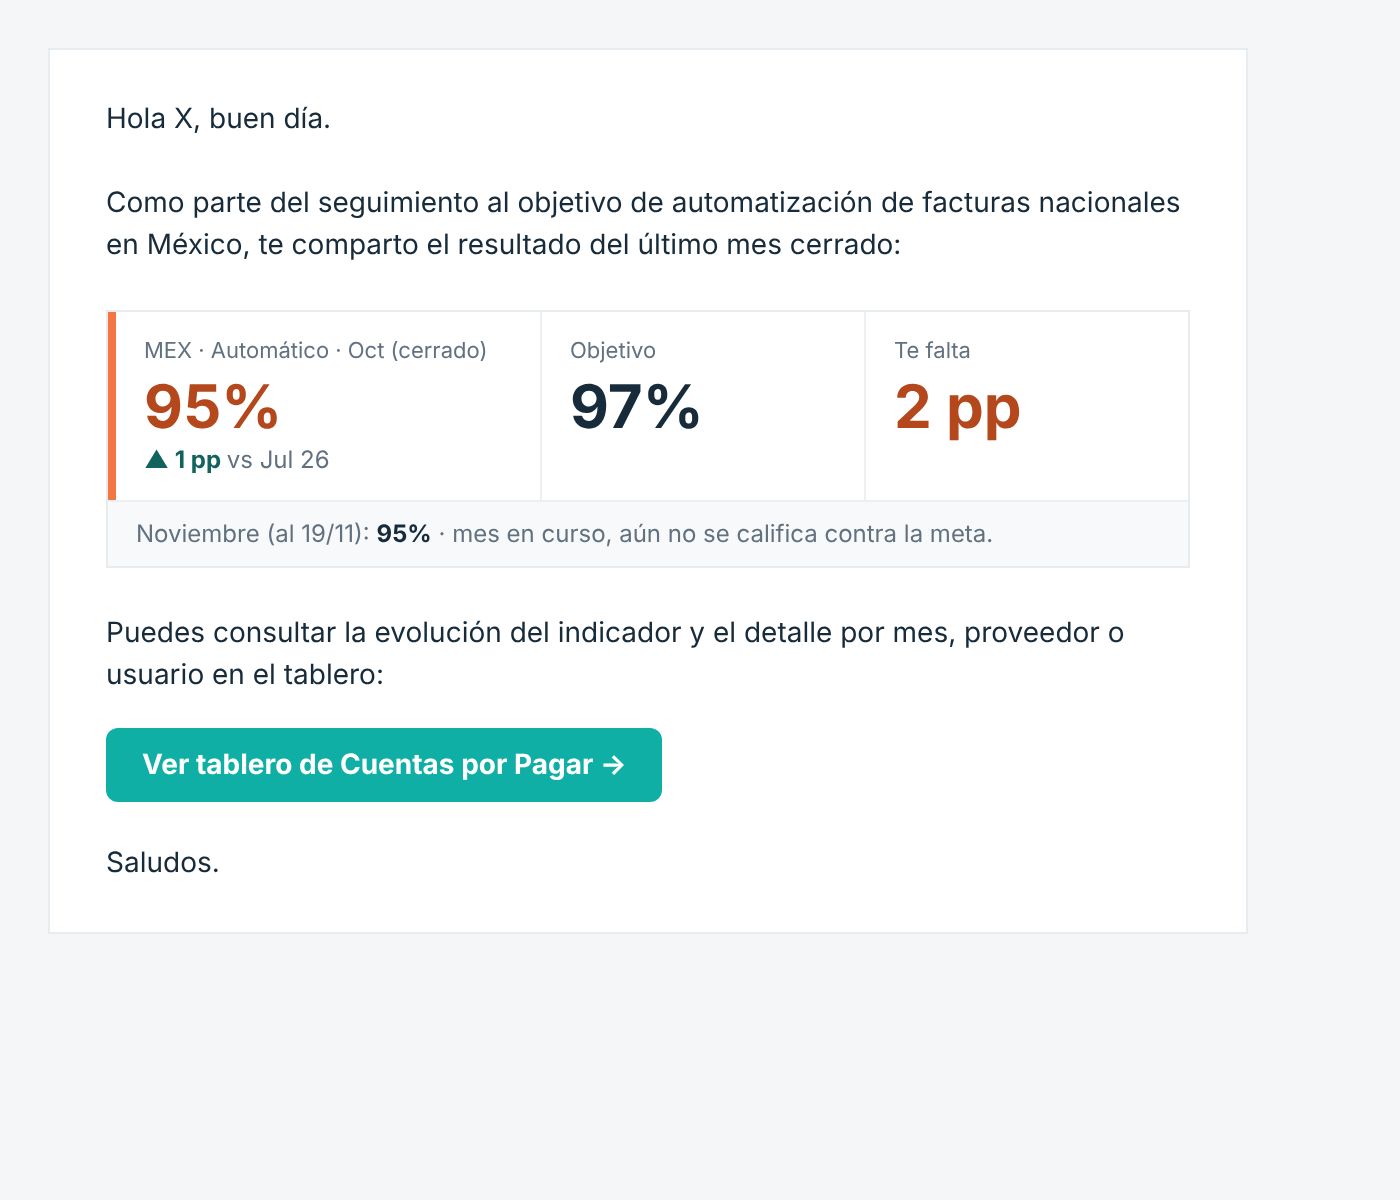 Hola X, buen día.
Como parte del seguimiento al objetivo de automatización de facturas nacionales
en México, te comparto el resultado del último mes cerrado:
MEX · Automático · Oct (cerrado)
95%
▲ 1 pp vs Jul 26
Objetivo
97%
Te falta
2 pp
Noviembre (al 19/11): 95% · mes en curso, aún no se califica contra la meta.
Puedes consultar la evolución del indicador y el detalle por mes, proveedor o
usuario en el tablero:
Ver tablero de Cuentas por Pagar →
Saludos.